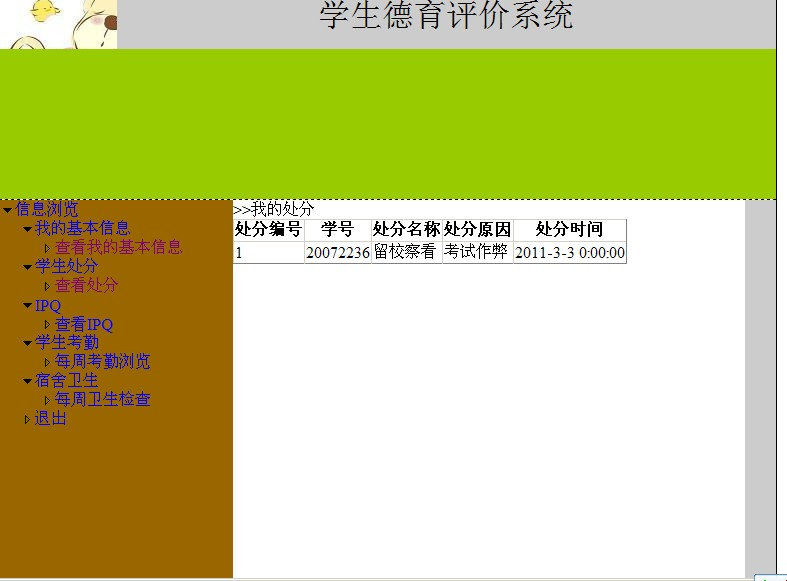 学生德育评价系统
信息浏览
我的基本信息
查看我的基本信息
学生处分
查看处分
IPQ
查看IPQ
学生考勤
每周考勤浏览
宿舍卫生
每周卫生检查
退出
>>我的处分
处分编号 学号 处分名称 处分原因 处分时间
1 20072236 留校察看 考试作弊 2011-3-3 0:00:00